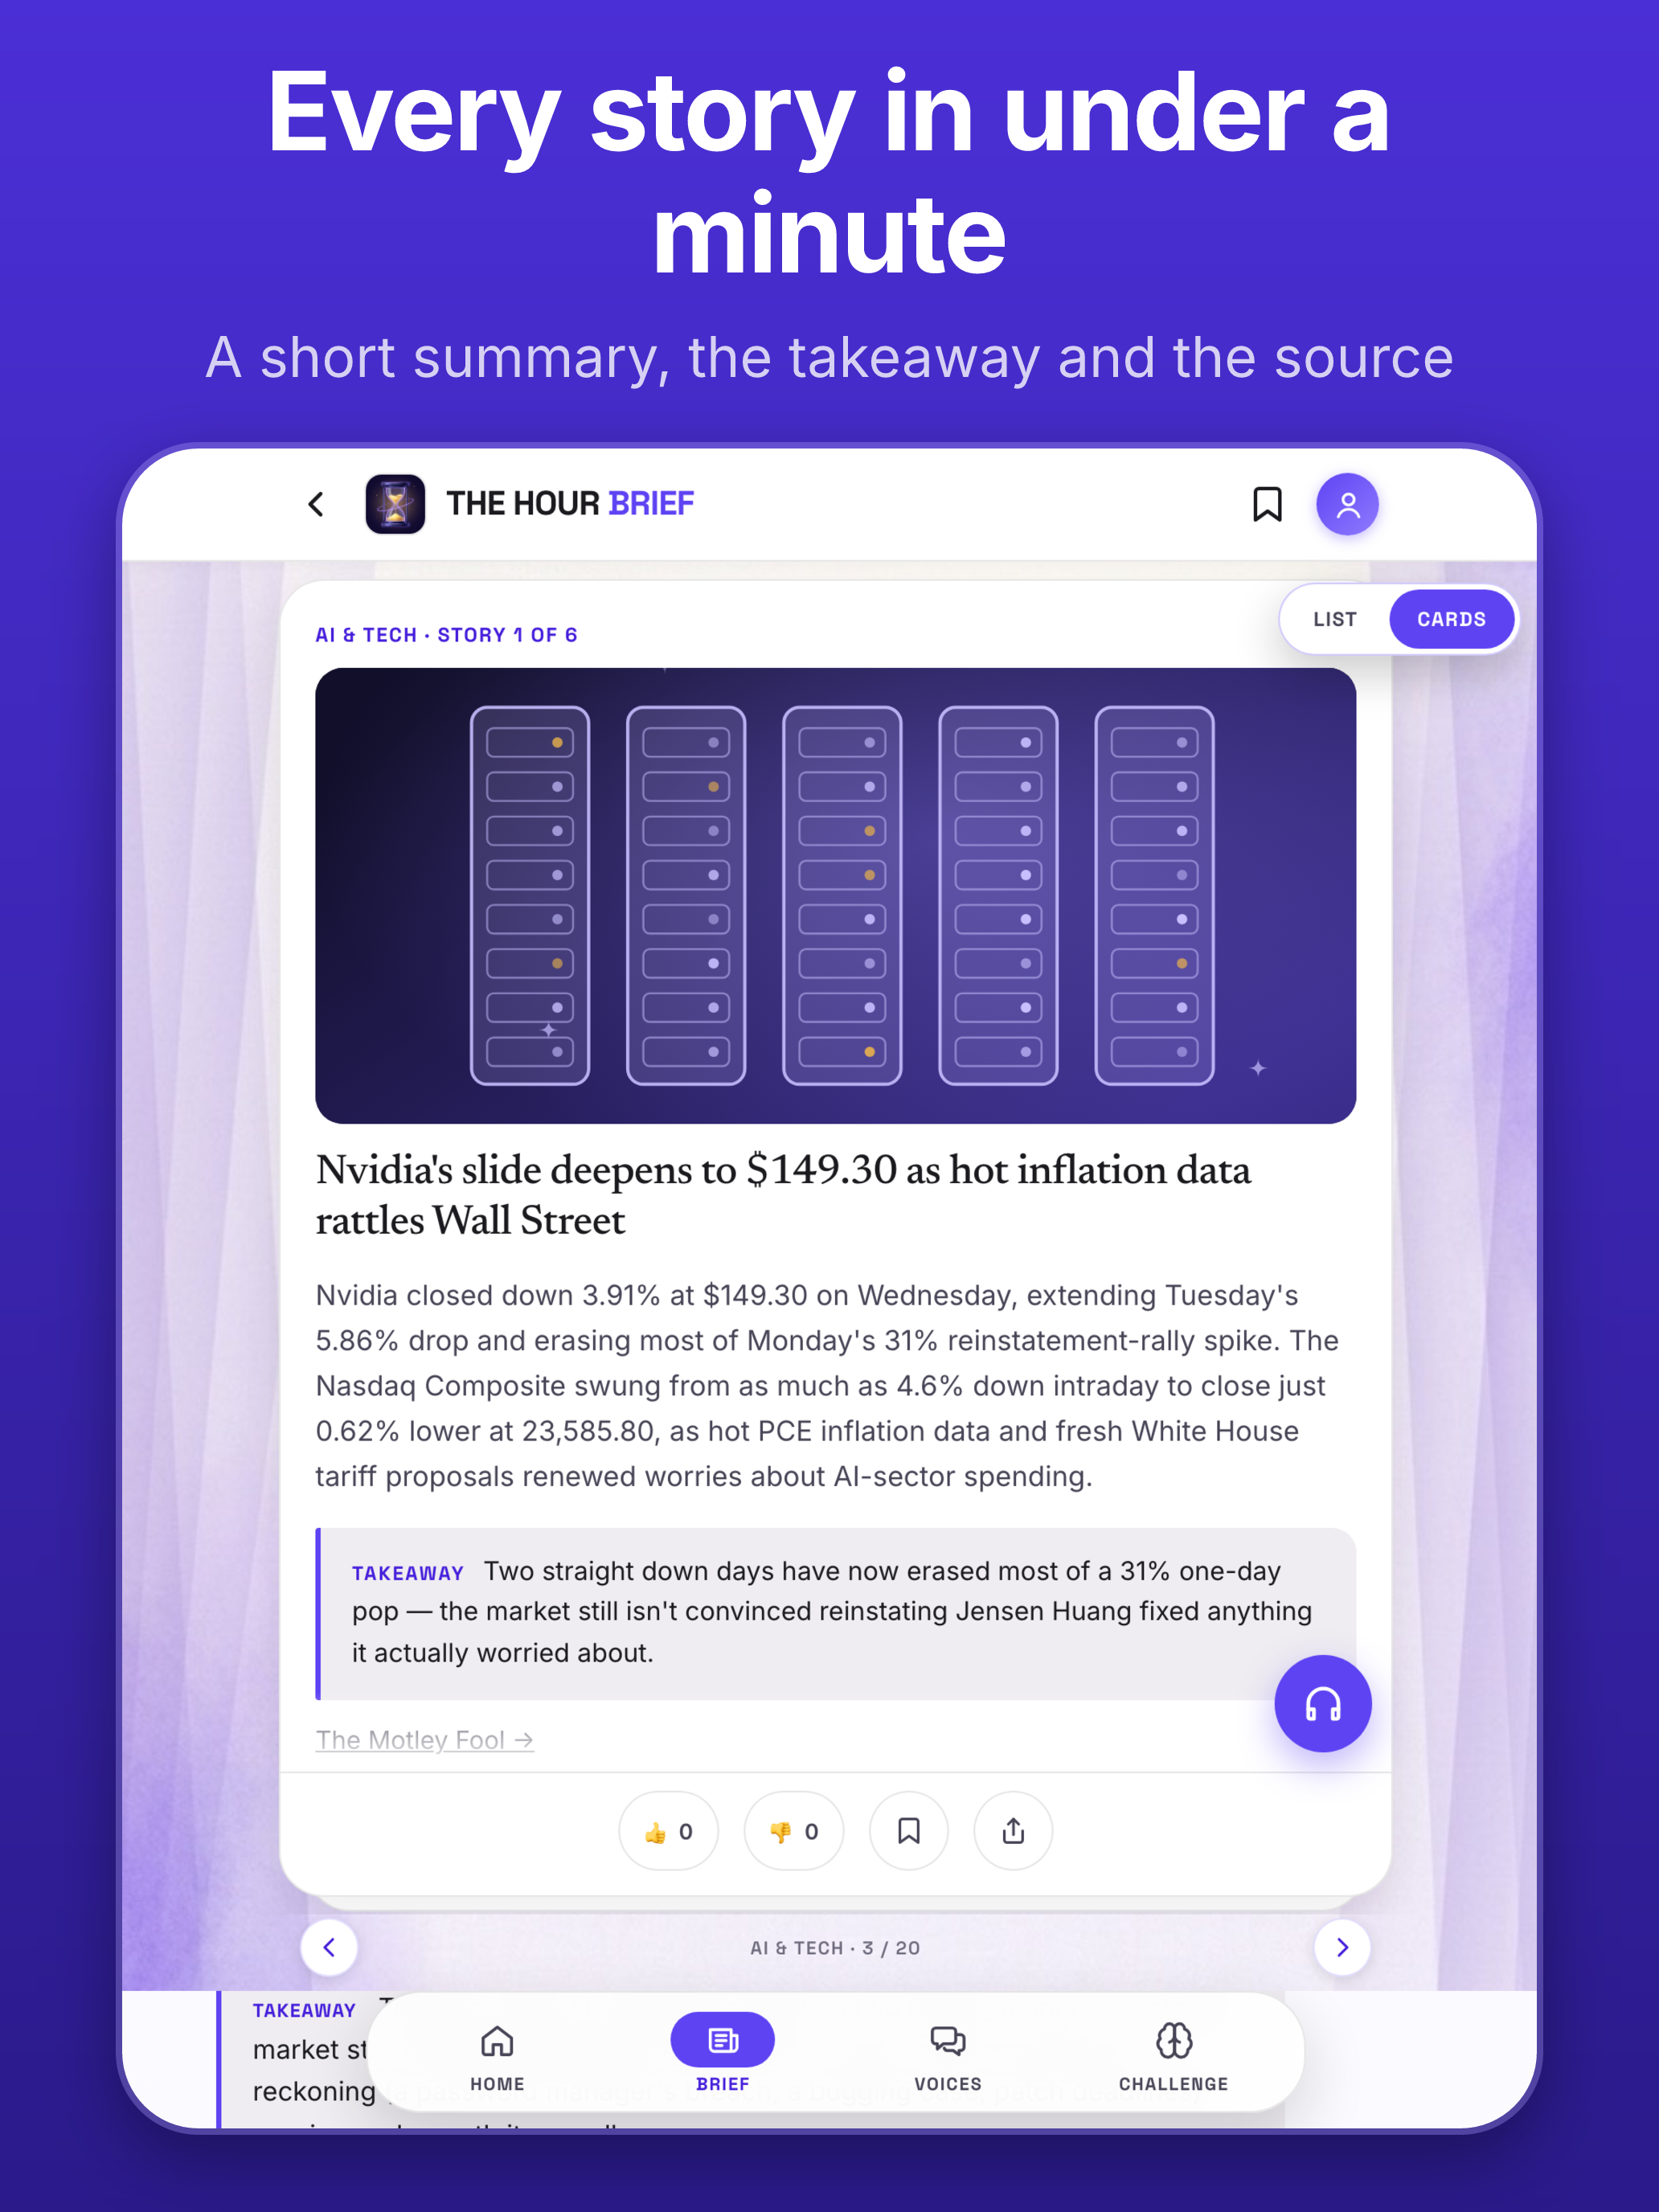 Every story in under a
minute
A short summary, the takeaway and the source
THE HOUR BRIEF
LIST
CARDS
AI & TECH · STORY 1 OF 6
Nvidia's slide deepens to $149.30 as hot inflation data
rattles Wall Street
Nvidia closed down 3.91% at $149.30 on Wednesday, extending Tuesday's
5.86% drop and erasing most of Monday's 31% reinstatement-rally spike. The
Nasdaq Composite swung from as much as 4.6% down intraday to close just
0.62% lower at 23,585.80, as hot PCE inflation data and fresh White House
tariff proposals renewed worries about AI-sector spending.
TAKEAWAY Two straight down days have now erased most of a 31% one-day
pop — the market still isn't convinced reinstating Jensen Huang fixed anything
it actually worried about.
The Motley Fool →
👍 0
👎 0
AI & TECH · 3 / 20
TAKEAWAY
market
reckoning
HOME
BRIEF
VOICES
CHALLENGE